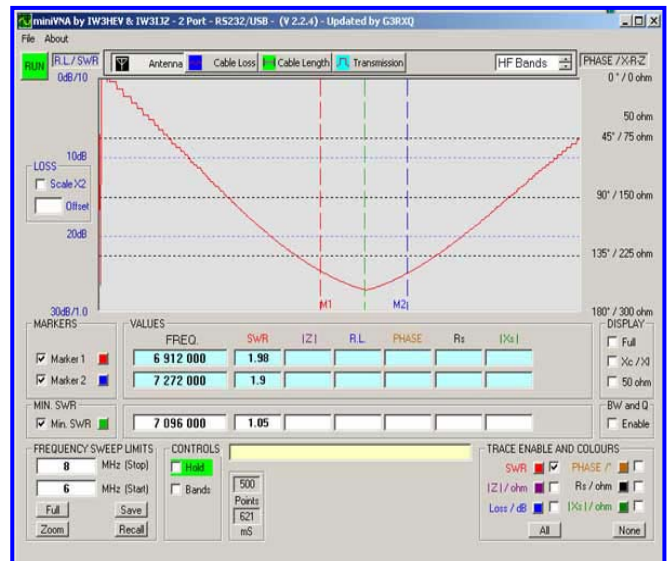 miniVNA by IW3HEV & IW3IJZ - 2 Port - RS232/USB - (V 2.2.4) - Updated by G3RXQ
File About
RUN
R.L / SWR
Antenna Cable Loss Cable Length Transmission
HF Bands
PHASE / X-R-Z
0dB/10
0 ° / 0 ohm
50 ohm
45° / 75 ohm
10dB
LOSS
Scale X2
Offset
90° / 150 ohm
20dB
135° / 225 ohm
M1
M2
30dB/1.0
180° / 300 ohm
MARKERS
VALUES
DISPLAY
FREQ. SWR |Z| R.L. PHASE Rs |Xs|
Full
Marker 1
6 912 000 1.98
Xc / Xl
Marker 2
7 272 000 1.9
50 ohm
MIN. SWR
BW and Q
Min. SWR
7 096 000 1.05
Enable
FREQUENCY SWEEP LIMITS
CONTROLS
TRACE ENABLE AND COLOURS
8 MHz (Stop)
Hold
SWR
PHASE /°
6 MHz (Start)
Bands
500
Points
621
mS
|Z| / ohm
Rs / ohm
Full
Save
Loss / dB
|Xs| / ohm
Zoom
Recall
All
None